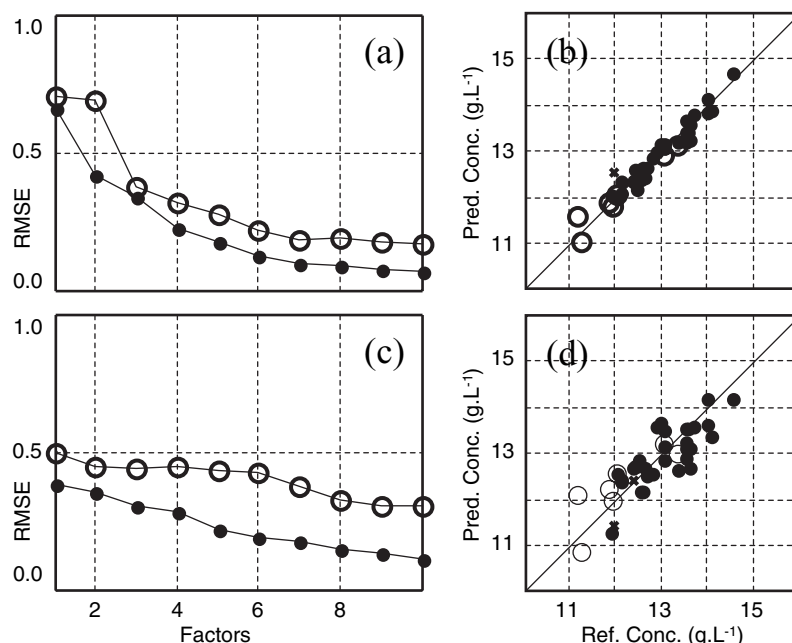 1.0
0.5
0.0
RMSE
(a)
15
13
11
Pred. Conc. (g.L-1)
(b)
1.0
0.5
0.0
RMSE
(c)
2 4 6 8
Factors
15
13
11
Pred. Conc. (g.L-1)
(d)
11 13 15
Ref. Conc. (g.L-1)